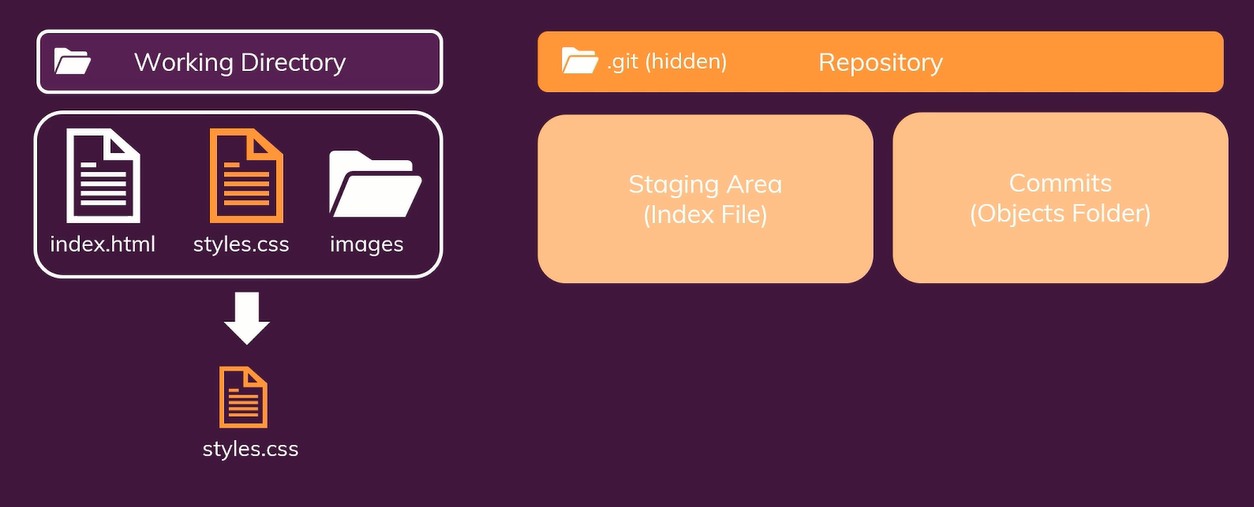 Working Directory
.git (hidden)
Repository
index.html
styles.css
images
Staging Area
(Index File)
Commits
(Objects Folder)
styles.css